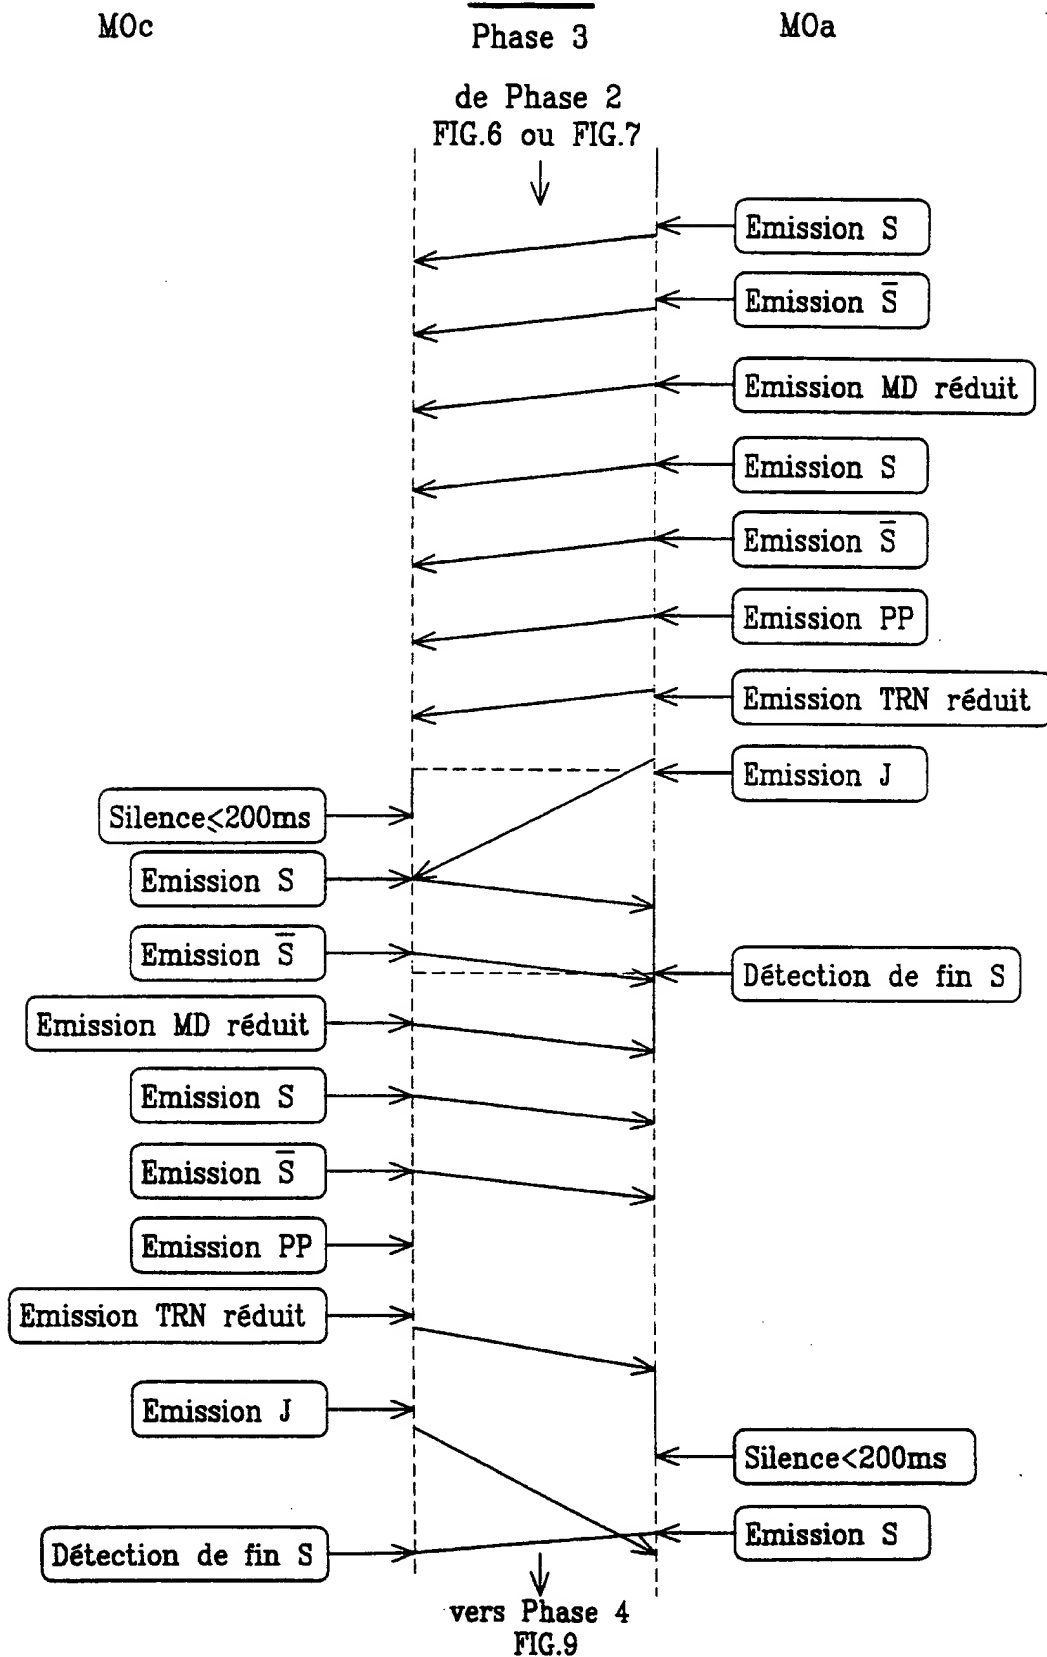 MOc
Phase 3
MOa
de Phase 2
FIG.6 ou FIG.7
Emission S
Emission S̅
Emission MD réduit
Emission S
Emission S̅
Emission PP
Emission TRN réduit
Emission J
Silence≤200ms
Emission S
Emission S̅
Détection de fin S
Emission MD réduit
Emission S
Emission S̅
Emission PP
Emission TRN réduit
Emission J
Silence<200ms
Emission S
Détection de fin S
vers Phase 4
FIG.9